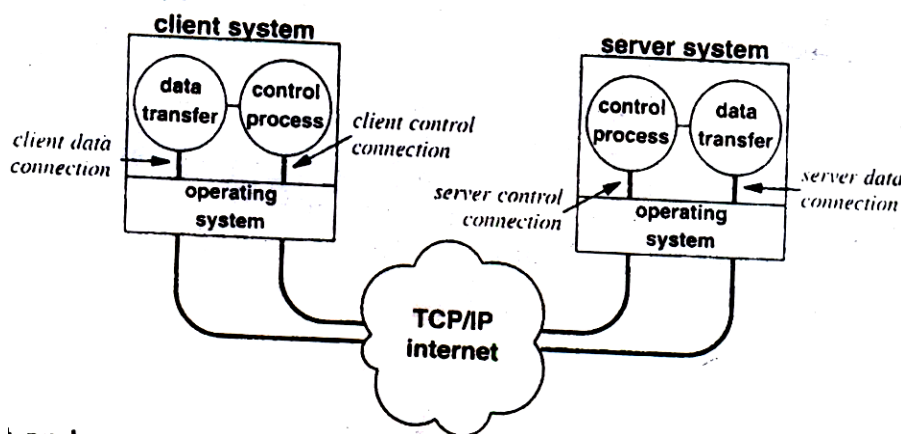 client system
server system
data
transfer
control
process
control
process
data
transfer
client data
connection
client control
connection
server control
connection
server data
connection
operating
system
operating
system
TCP/IP
internet